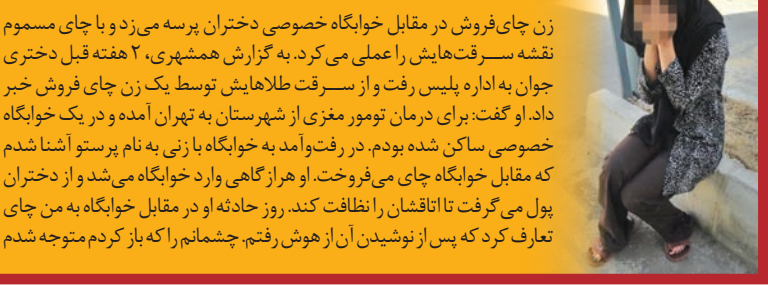 زن چای‌فروش در مقابل خوابگاه خصوصی دختران پرسه می‌زد و با چای مسموم
نقشه سرقت‌هایش را عملی می‌کرد. به گزارش همشهری، ۲ هفته قبل دختری
جوان به اداره پلیس رفت و از سرقت طلاهایش توسط یک زن چای فروش خبر
داد. او گفت: برای درمان تومور مغزی از شهرستان به تهران آمده و در یک خوابگاه
خصوصی ساکن شده بودم. در رفت‌وآمد به خوابگاه با زنی به نام پرستو آشنا شدم
که مقابل خوابگاه چای می‌فروخت. او هرازگاهی وارد خوابگاه می‌شد و از دختران
پول می‌گرفت تا اتاقشان را نظافت کند. روز حادثه او در مقابل خوابگاه به من چای
تعارف کرد که پس از نوشیدن آن از هوش رفتم. چشمانم را که باز کردم متوجه شدم